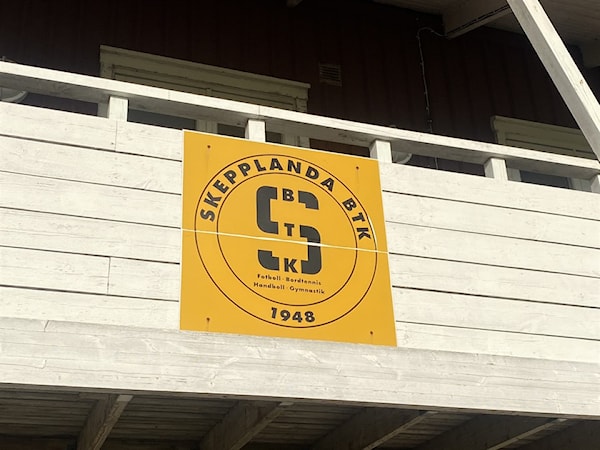 SKEPPLANDA BTK
S
B
T
K
Fotboll - Bordtennis
Handboll - Gymnastik
1948